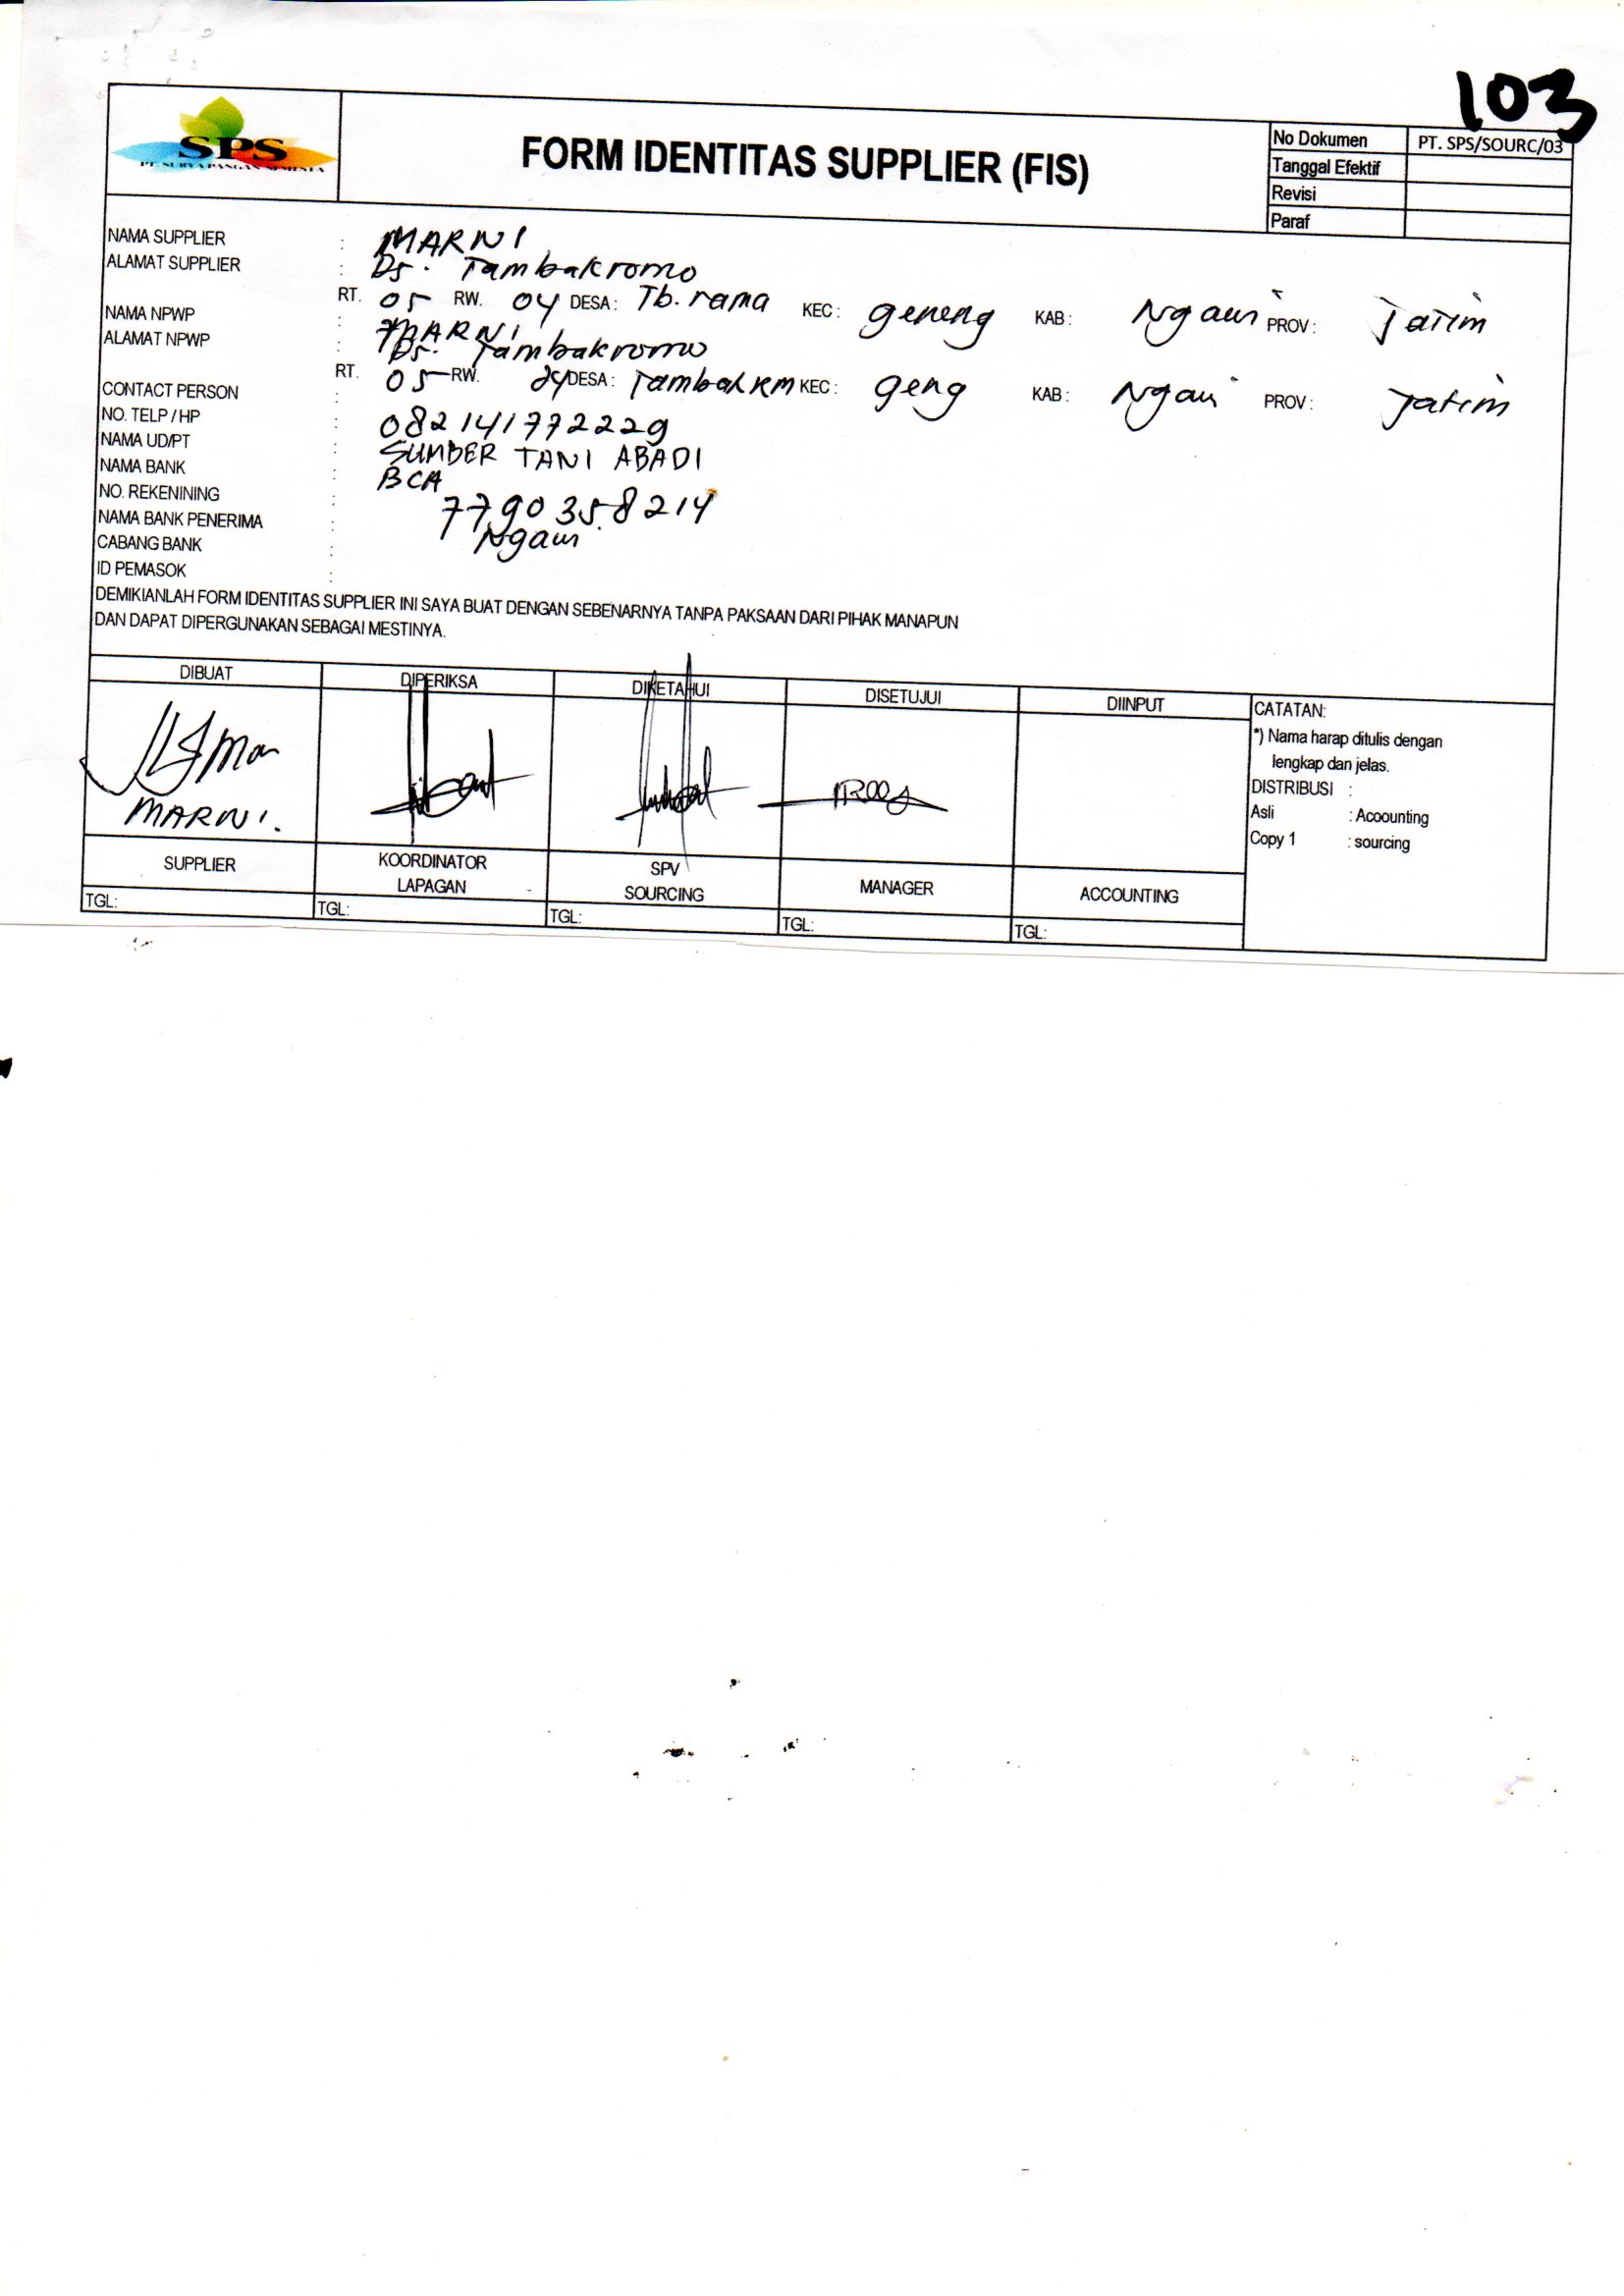 103
SPS
PT. SURYA PANGAN SEMESTA
FORM IDENTITAS SUPPLIER (FIS)
No Dokumen PT. SPS/SOURC/03
Tanggal Efektif
Revisi
Paraf
NAMA SUPPLIER : MARNI
ALAMAT SUPPLIER : Ds. Tambakromo
RT. 05 RW. 04 DESA : Tb. rama KEC : geneng KAB : Ngawi PROV : Jatim
NAMA NPWP : MARNI
ALAMAT NPWP : Ds. Tambakromo
RT. 05 RW. 04 DESA : Tambakrm KEC : geng KAB : Ngawi PROV : Jatim
CONTACT PERSON :
NO. TELP / HP : 082141772229
NAMA UD/PT : SUMBER TANI ABADI
NAMA BANK : BCA
NO. REKENINING : 7790358214
NAMA BANK PENERIMA : Ngawi
CABANG BANK :
ID PEMASOK :
DEMIKIANLAH FORM IDENTITAS SUPPLIER INI SAYA BUAT DENGAN SEBENARNYA TANPA PAKSAAN DARI PIHAK MANAPUN
DAN DAPAT DIPERGUNAKAN SEBAGAI MESTINYA.
DIBUAT DIPERIKSA DIKETAHUI DISETUJUI DIINPUT
MARNI.
SUPPLIER KOORDINATOR LAPAGAN SPV SOURCING MANAGER ACCOUNTING
TGL: TGL: TGL: TGL: TGL:
CATATAN:
*) Nama harap ditulis dengan
lengkap dan jelas.
DISTRIBUSI :
Asli : Acoounting
Copy 1 : sourcing